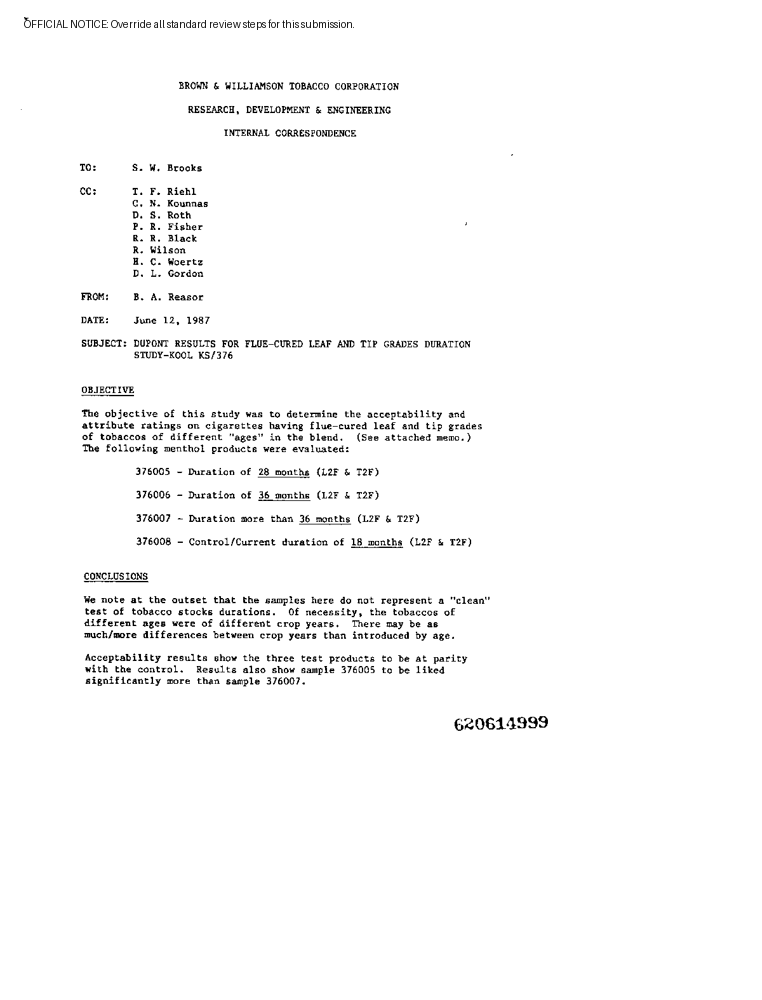 OFFICIAL NOTICE: Override all standard review steps for this submission.
BROWN & WILLIAMSON TOBACCO CORPORATION
RESEARCH, DEVELOPMENT & ENGINEERING
INTERNAL CORRESPONDENCE
TO: S. W. Brooks
CC: T. F. Riehl
C. N. Kounnas
D. S. Roth
P. R. Fisher
R. R. Black
R. Wilson
H. C. Woertz
D. L. Gordon
FROM: B. A. Reasor
DATE: June 12, 1987
SUBJECT: DUPONT RESULTS FOR FLUE-CURED LEAF AND TIP GRADES DURATION
STUDY-KOOL KS/376
OBJECTIVE
The objective of this study was to determine the acceptability and
attribute ratings on cigarettes having flue-cured leaf and tip grades
of tobaccos of different "ages" in the blend. (See attached memo.)
The following menthol products were evaluated:
376005 - Duration of 28 months (L2F & T2F)
376006 - Duration of 36 months (L2F & T2F)
376007 - Duration more than 36 months (L2F & T2F)
376008 - Control/Current duration of 18 months (L2F & T2F)
CONCLUSIONS
We note at the outset that the samples here do not represent a "clean"
test of tobacco stocks durations. Of necessity, the tobaccos of
different ages were of different crop years. There may be as
much/more differences between crop years than introduced by age.
Acceptability results show the three test products to be at parity
with the control. Results also show sample 376005 to be liked
significantly more than sample 376007.
620614999